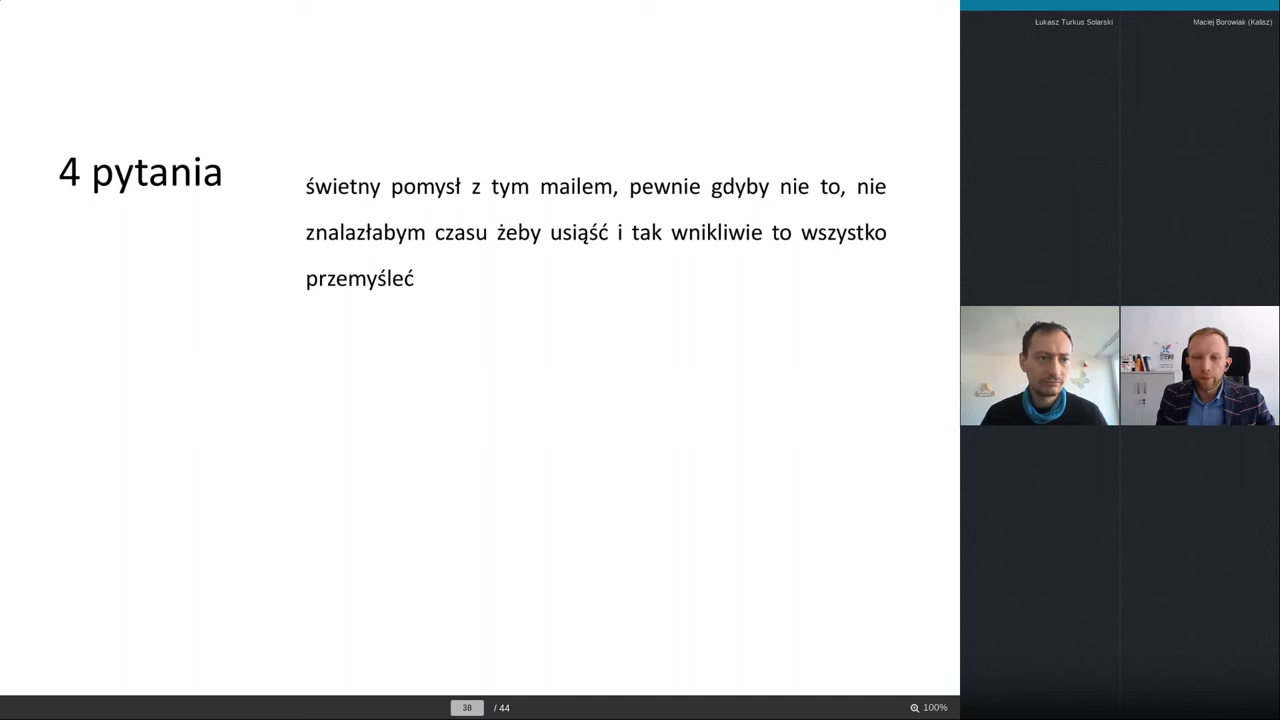 Łukasz Turkus Solarski
Maciej Borowiak (Kalisz)
4 pytania
świetny pomysł z tym mailem, pewnie gdyby nie to, nie
znalazłabym czasu żeby usiąść i tak wnikliwie to wszystko
przemyśleć
38 / 44
100%